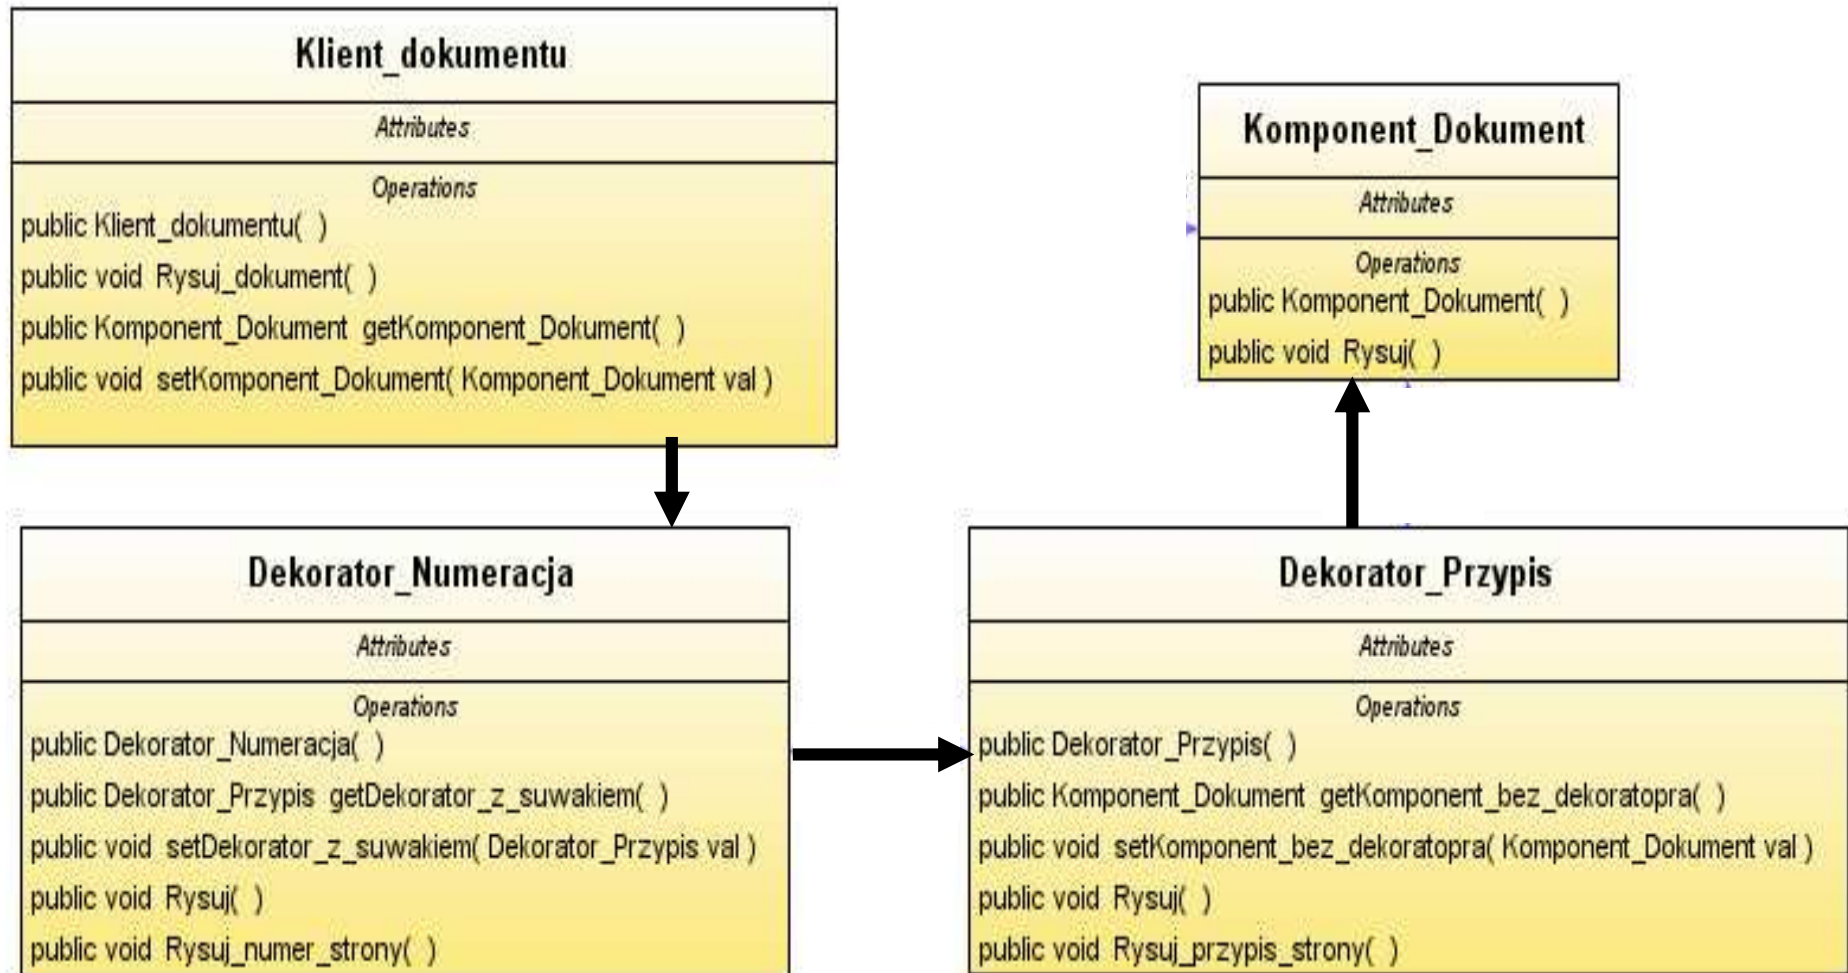 Klient_dokumentu
Attributes
Operations
public Klient_dokumentu( )
public void Rysuj_dokument( )
public Komponent_Dokument getKomponent_Dokument( )
public void setKomponent_Dokument( Komponent_Dokument val )
Komponent_Dokument
Attributes
Operations
public Komponent_Dokument( )
public void Rysuj( )
Dekorator_Numeracja
Attributes
Operations
public Dekorator_Numeracja( )
public Dekorator_Przypis getDekorator_z_suwakiem( )
public void setDekorator_z_suwakiem( Dekorator_Przypis val )
public void Rysuj( )
public void Rysuj_numer_strony( )
Dekorator_Przypis
Attributes
Operations
public Dekorator_Przypis( )
public Komponent_Dokument getKomponent_bez_dekoratopra( )
public void setKomponent_bez_dekoratopra( Komponent_Dokument val )
public void Rysuj( )
public void Rysuj_przypis_strony( )